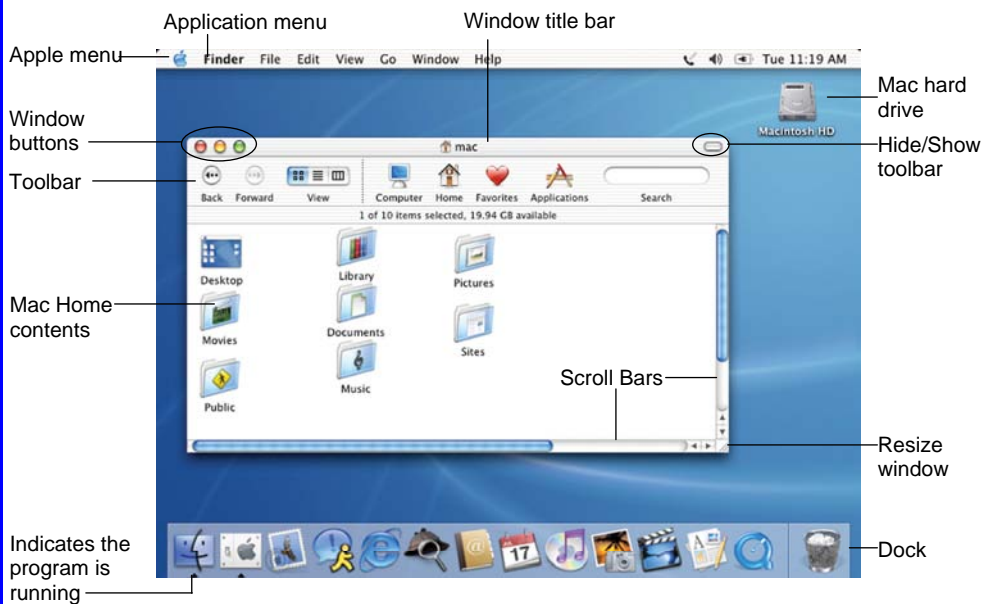 Application menu
Window title bar
Apple menu
Finder File Edit View Go Window Help
Tue 11:19 AM
Mac hard
drive
Macintosh HD
Window
buttons
mac
Hide/Show
toolbar
Toolbar
Back Forward View Computer Home Favorites Applications Search
1 of 10 items selected, 19.94 GB available
Desktop
Library
Pictures
Mac Home
contents
Movies
Documents
Sites
Public
Music
Scroll Bars
Resize
window
Indicates the
program is
running
17
Dock